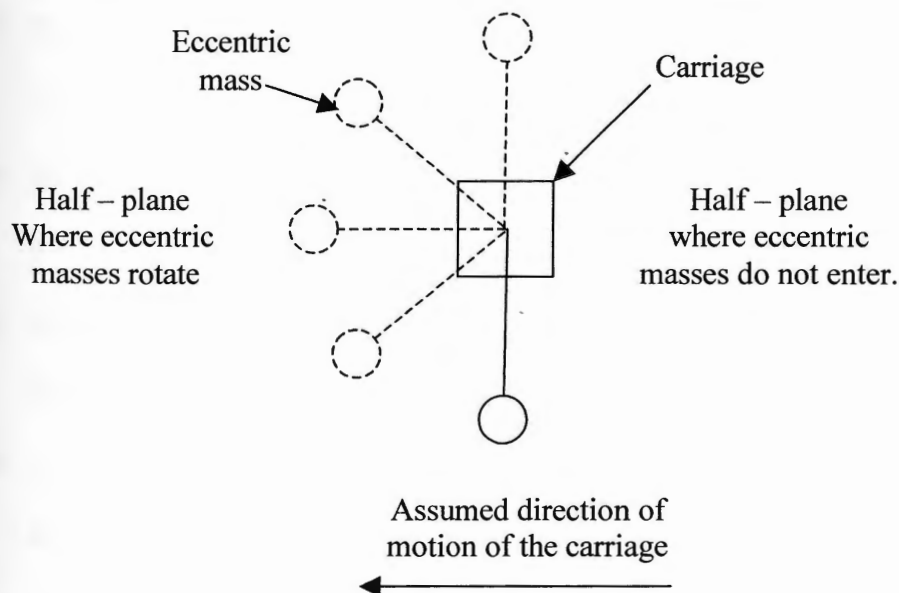 Eccentric
mass
Carriage
Half – plane
Where eccentric
masses rotate
Half – plane
where eccentric
masses do not enter.
Assumed direction of
motion of the carriage